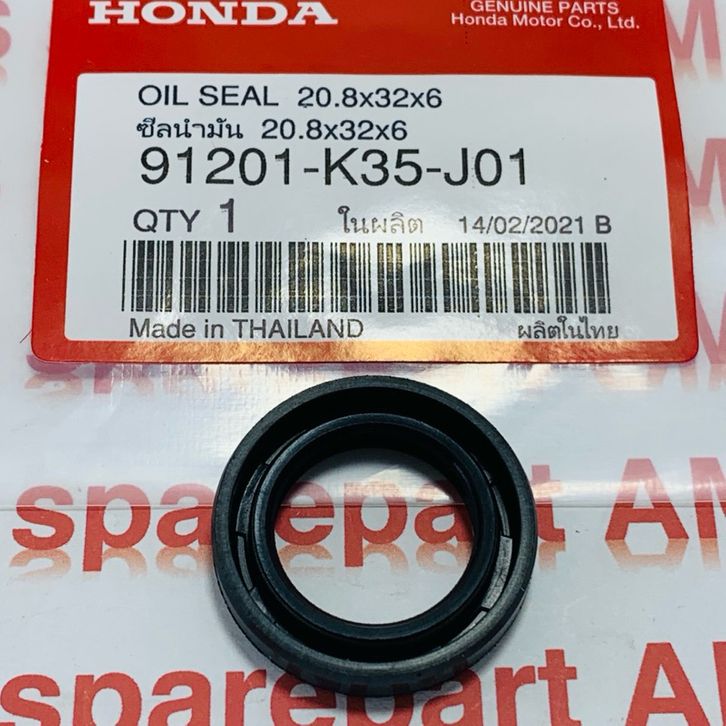 HONDA
GENUINE PARTS
Honda Motor Co., Ltd.
OIL SEAL 20.8x32x6
ซีลน้ำมัน 20.8x32x6
91201-K35-J01
QTY 1 ในผลิต 14/02/2021 B
Made in THAILAND ผลิตในไทย
sparepart AM
sparepart AM